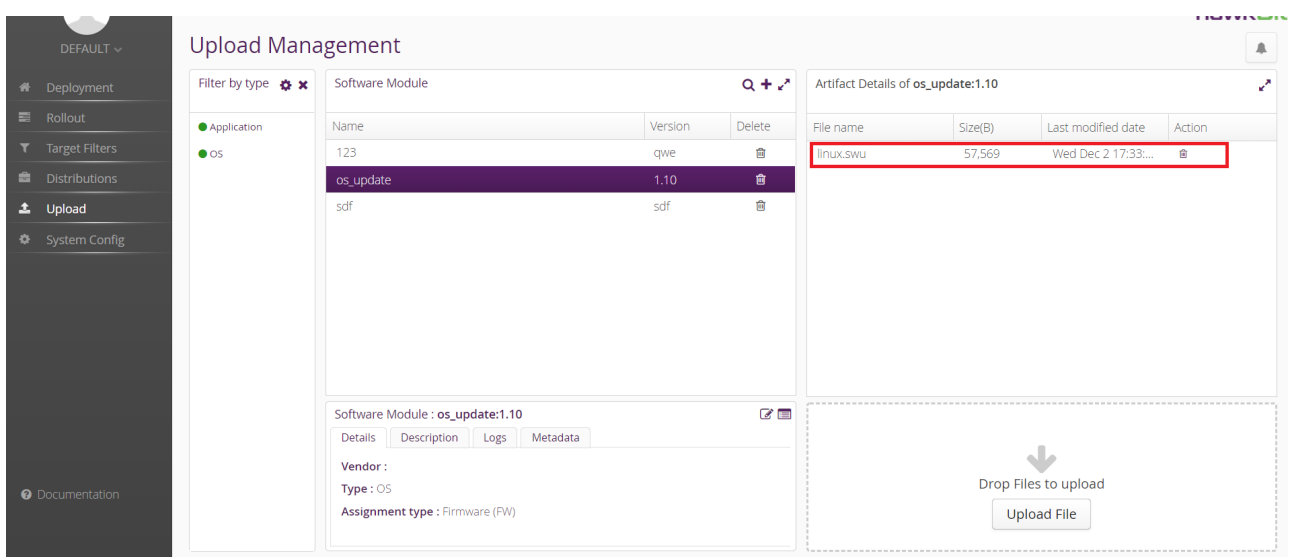 DEFAULT
Upload Management
Deployment
Rollout
Target Filters
Distributions
Upload
System Config
Documentation
Filter by type
Application
OS
Software Module
Name Version Delete
123 qwe
os_update 1.10
sdf sdf
Software Module : os_update:1.10
Details Description Logs Metadata
Vendor :
Type : OS
Assignment type : Firmware (FW)
Artifact Details of os_update:1.10
File name Size(B) Last modified date Action
linux.swu 57,569 Wed Dec 2 17:33:...
Drop Files to upload
Upload File